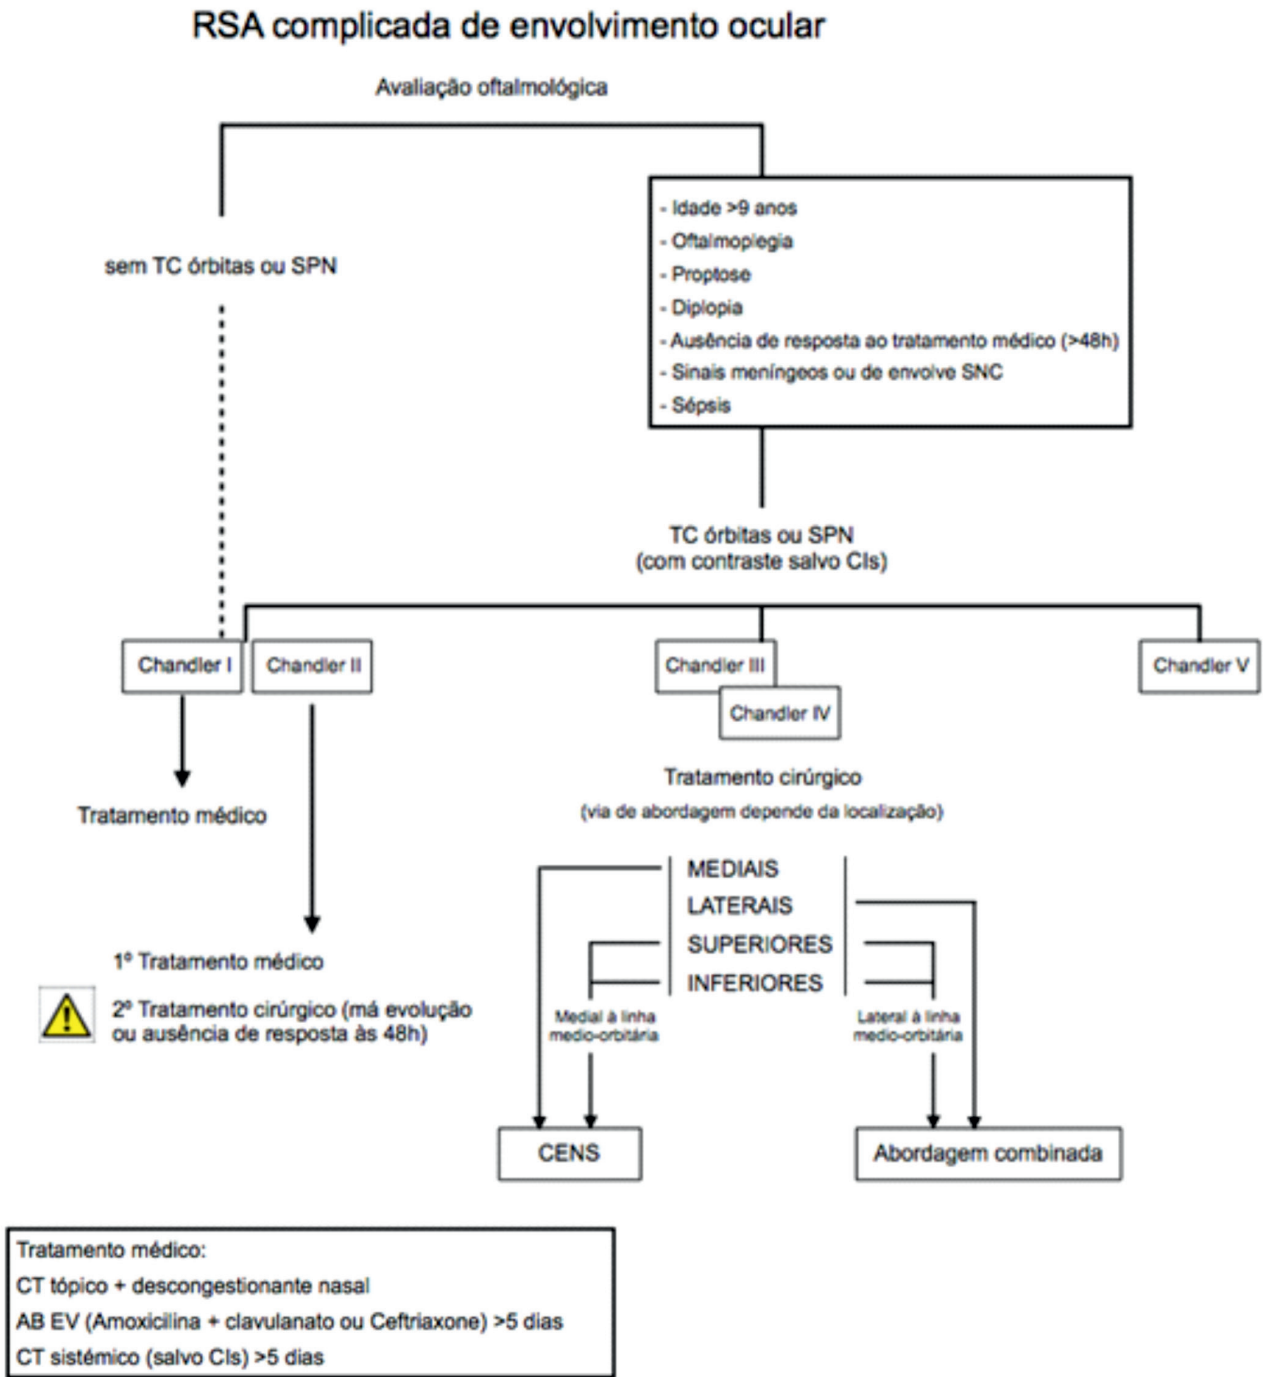 RSA complicada de envolvimento ocular
Avaliação oftalmológica
sem TC órbitas ou SPN
- Idade >9 anos
- Oftalmoplegia
- Proptose
- Diplopia
- Ausência de resposta ao tratamento médico (>48h)
- Sinais meníngeos ou de envolve SNC
- Sépsis
TC órbitas ou SPN
(com contraste salvo CIs)
Chandler I
Chandler II
Chandler III
Chandler IV
Chandler V
Tratamento médico
1º Tratamento médico
2º Tratamento cirúrgico (má evolução
ou ausência de resposta às 48h)
Tratamento cirúrgico
(via de abordagem depende da localização)
MEDIAIS
LATERAIS
SUPERIORES
INFERIORES
Medial à linha
medio-orbitária
Lateral à linha
medio-orbitária
CENS
Abordagem combinada
Tratamento médico:
CT tópico + descongestionante nasal
AB EV (Amoxicilina + clavulanato ou Ceftriaxone) >5 dias
CT sistémico (salvo CIs) >5 dias